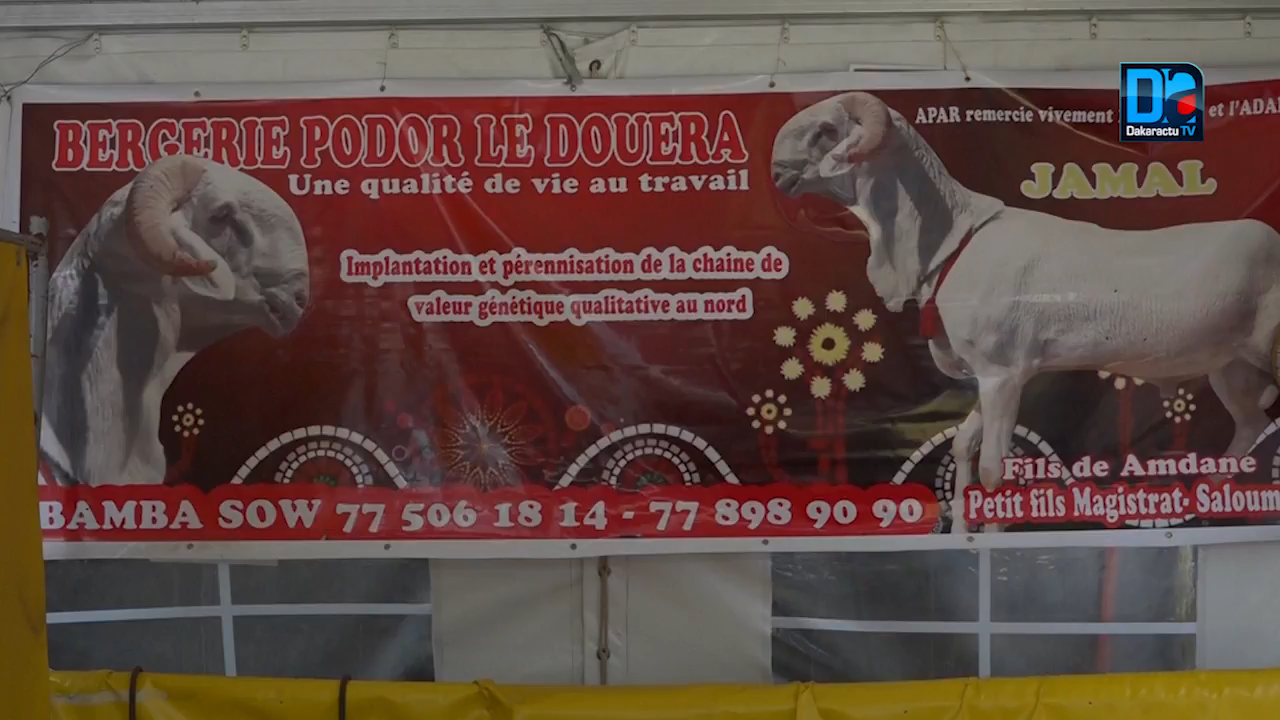 BERGERIE PODOR LE DOUERA
Une qualité de vie au travail
Implantation et pérennisation de la chaine de
valeur génétique qualitative au nord
BAMBA SOW 77 506 18 14 - 77 898 90 90
APAR remercie vivement
et l'ADA
JAMAL
Fils de Amdane
Petit fils Magistrat- Saloum
Dakaractu TV